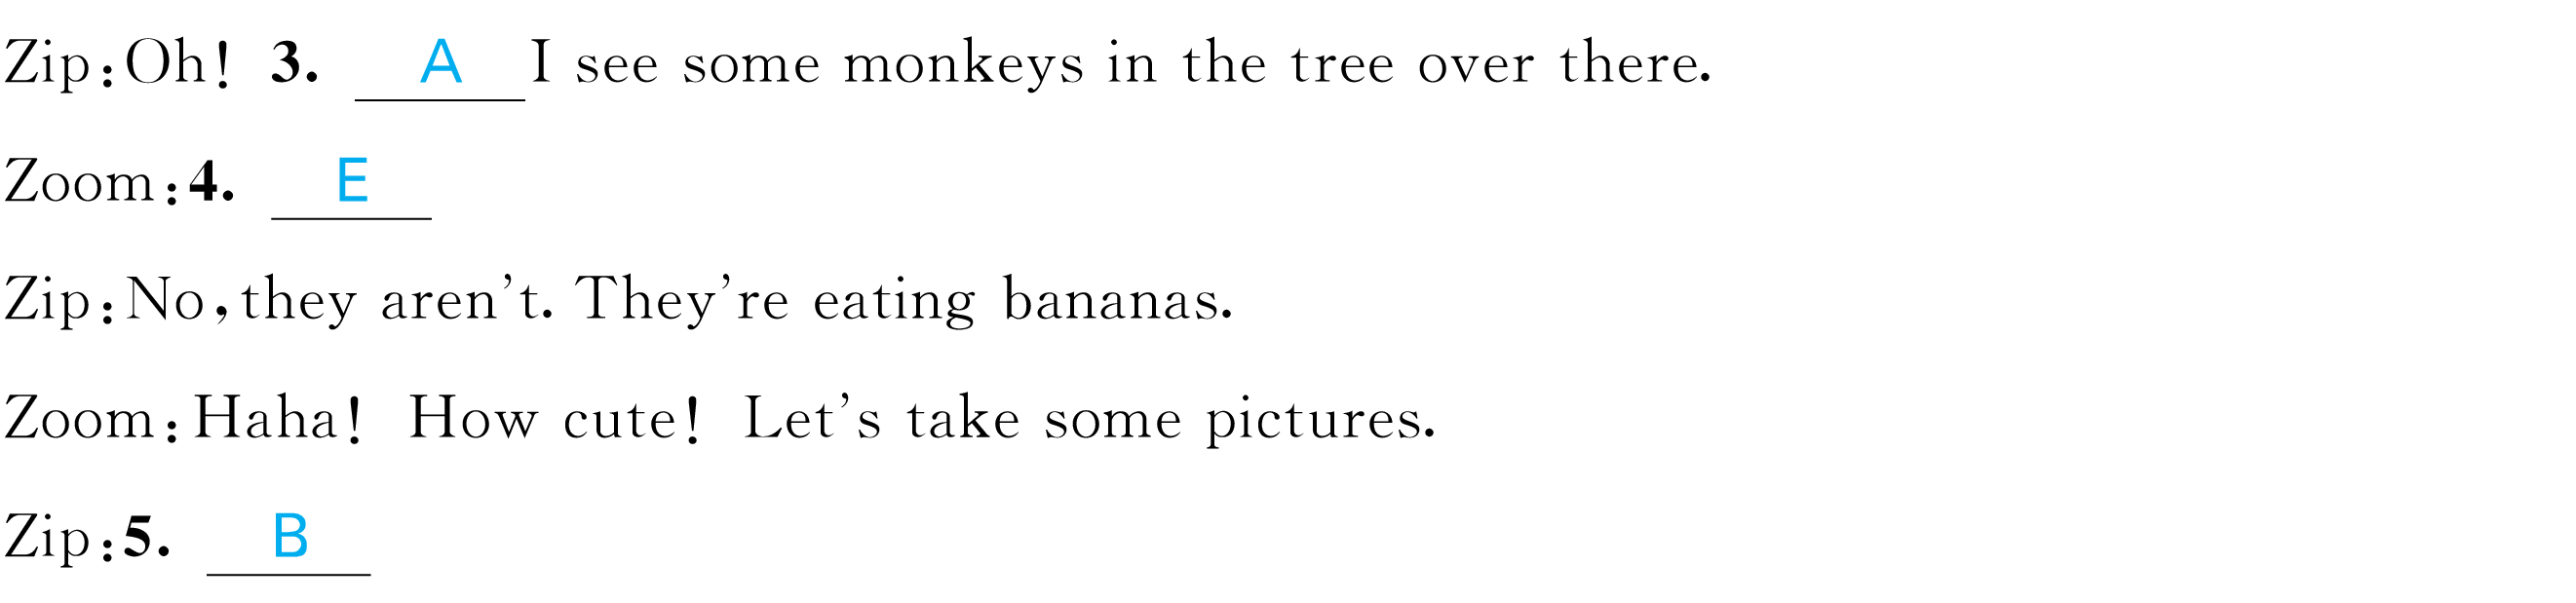 Zip:Oh! 3. A I see some monkeys in the tree over there.
Zoom:4. E
Zip:No,they aren't. They're eating bananas.
Zoom:Haha! How cute! Let's take some pictures.
Zip:5. B